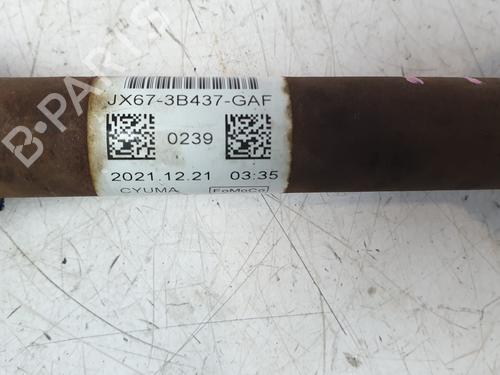 JX67-3B437-GAF
0239
2021.12.21 03:35
CYUMA FoMoCo
B-PARTS